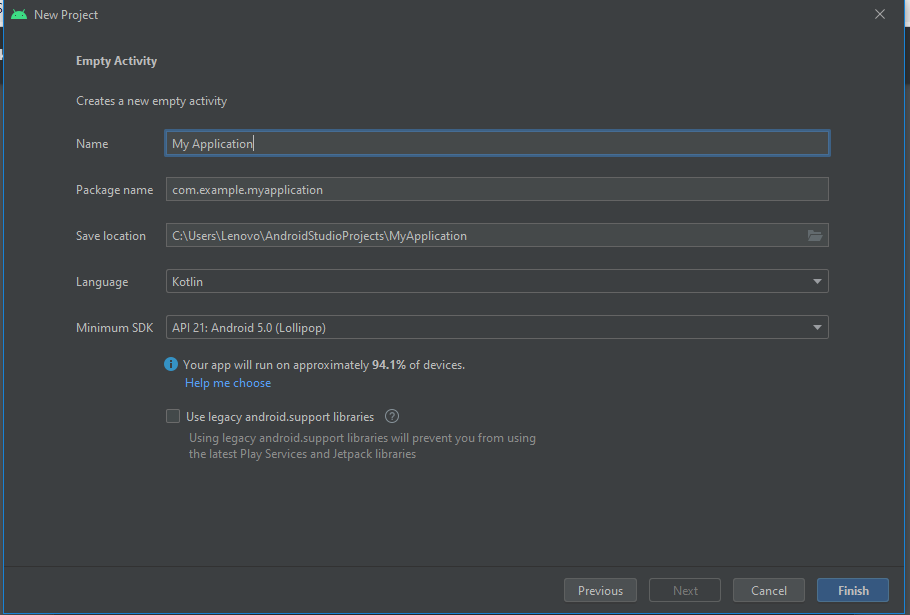 New Project
Empty Activity
Creates a new empty activity
Name My Application
Package name com.example.myapplication
Save location C:\Users\Lenovo\AndroidStudioProjects\MyApplication
Language Kotlin
Minimum SDK API 21: Android 5.0 (Lollipop)
Your app will run on approximately 94.1% of devices.
Help me choose
Use legacy android.support libraries ?
Using legacy android.support libraries will prevent you from using
the latest Play Services and Jetpack libraries
Previous Next Cancel Finish